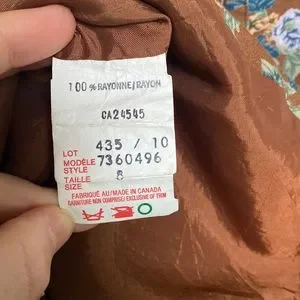 100% RAYONNE/RAYON
CA24545
LOT 435 / 10
MODÈLE STYLE 7360496
TAILLE SIZE 8
FABRIQUÉ AU/MADE IN CANADA
GARNITURE NON COMPRISE/EXCLUSIVE OF TRIM